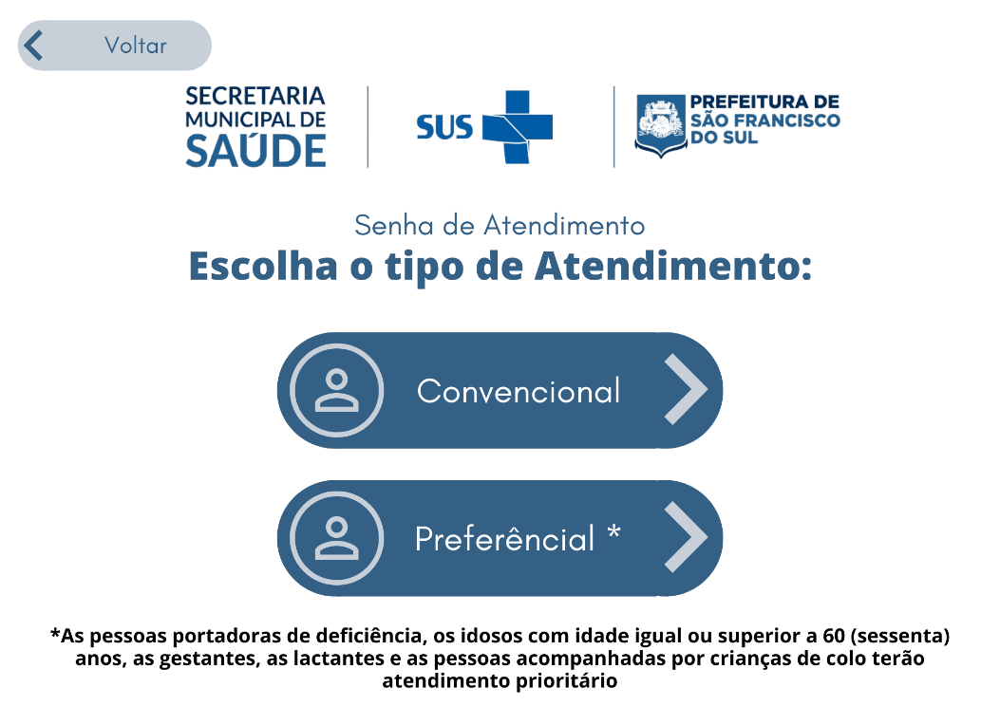 Voltar
SECRETARIA
MUNICIPAL DE
SAÚDE
SUS
PREFEITURA DE
SÃO FRANCISCO
DO SUL
Senha de Atendimento
Escolha o tipo de Atendimento:
Convencional
Preferêncial *
*As pessoas portadoras de deficiência, os idosos com idade igual ou superior a 60 (sessenta)
anos, as gestantes, as lactantes e as pessoas acompanhadas por crianças de colo terão
atendimento prioritário